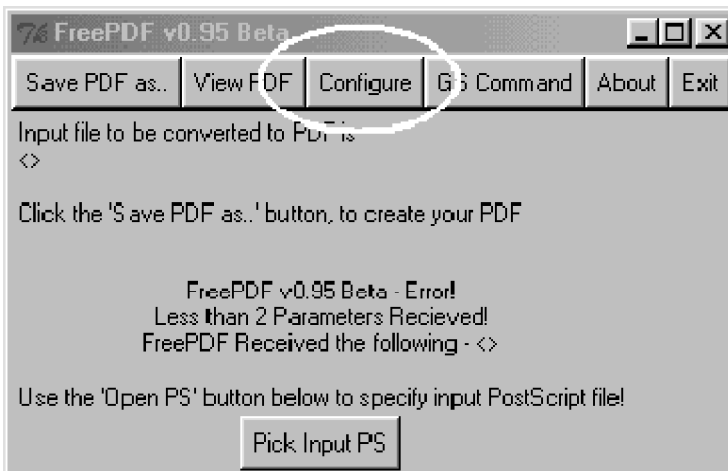 FreePDF v0.95 Beta
Save PDF as.. View PDF Configure GS Command About Exit
Input file to be converted to PDF is
<>
Click the 'Save PDF as..' button, to create your PDF
FreePDF v0.95 Beta - Error!
Less than 2 Parameters Recieved!
FreePDF Received the following - <>
Use the 'Open PS' button below to specify input PostScript file!
Pick Input PS